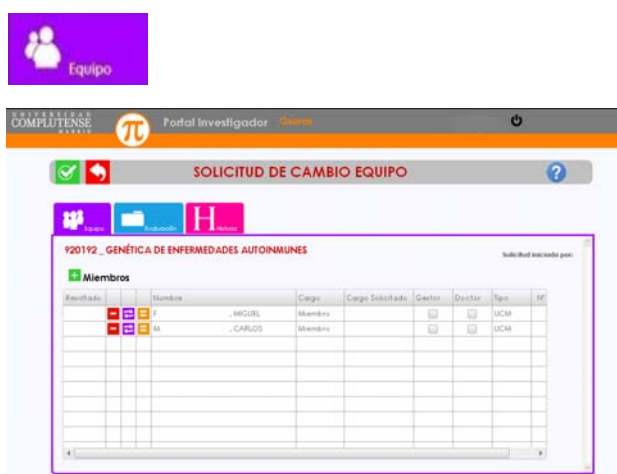 Equipo
UNIVERSIDAD
COMPLUTENSE
MADRID
π Portal Investigador
SOLICITUD DE CAMBIO EQUIPO ?
Equipo Evaluación H Historia
920192_ GENÉTICA DE ENFERMEDADES AUTOINMUNES
Solicitud iniciada por:
Miembros
Resultado Nombre Cargo Cargo Solicitado Gestor Doctor Tipo Nº
F , MIGUEL Miembro UCM
M , CARLOS Miembro UCM